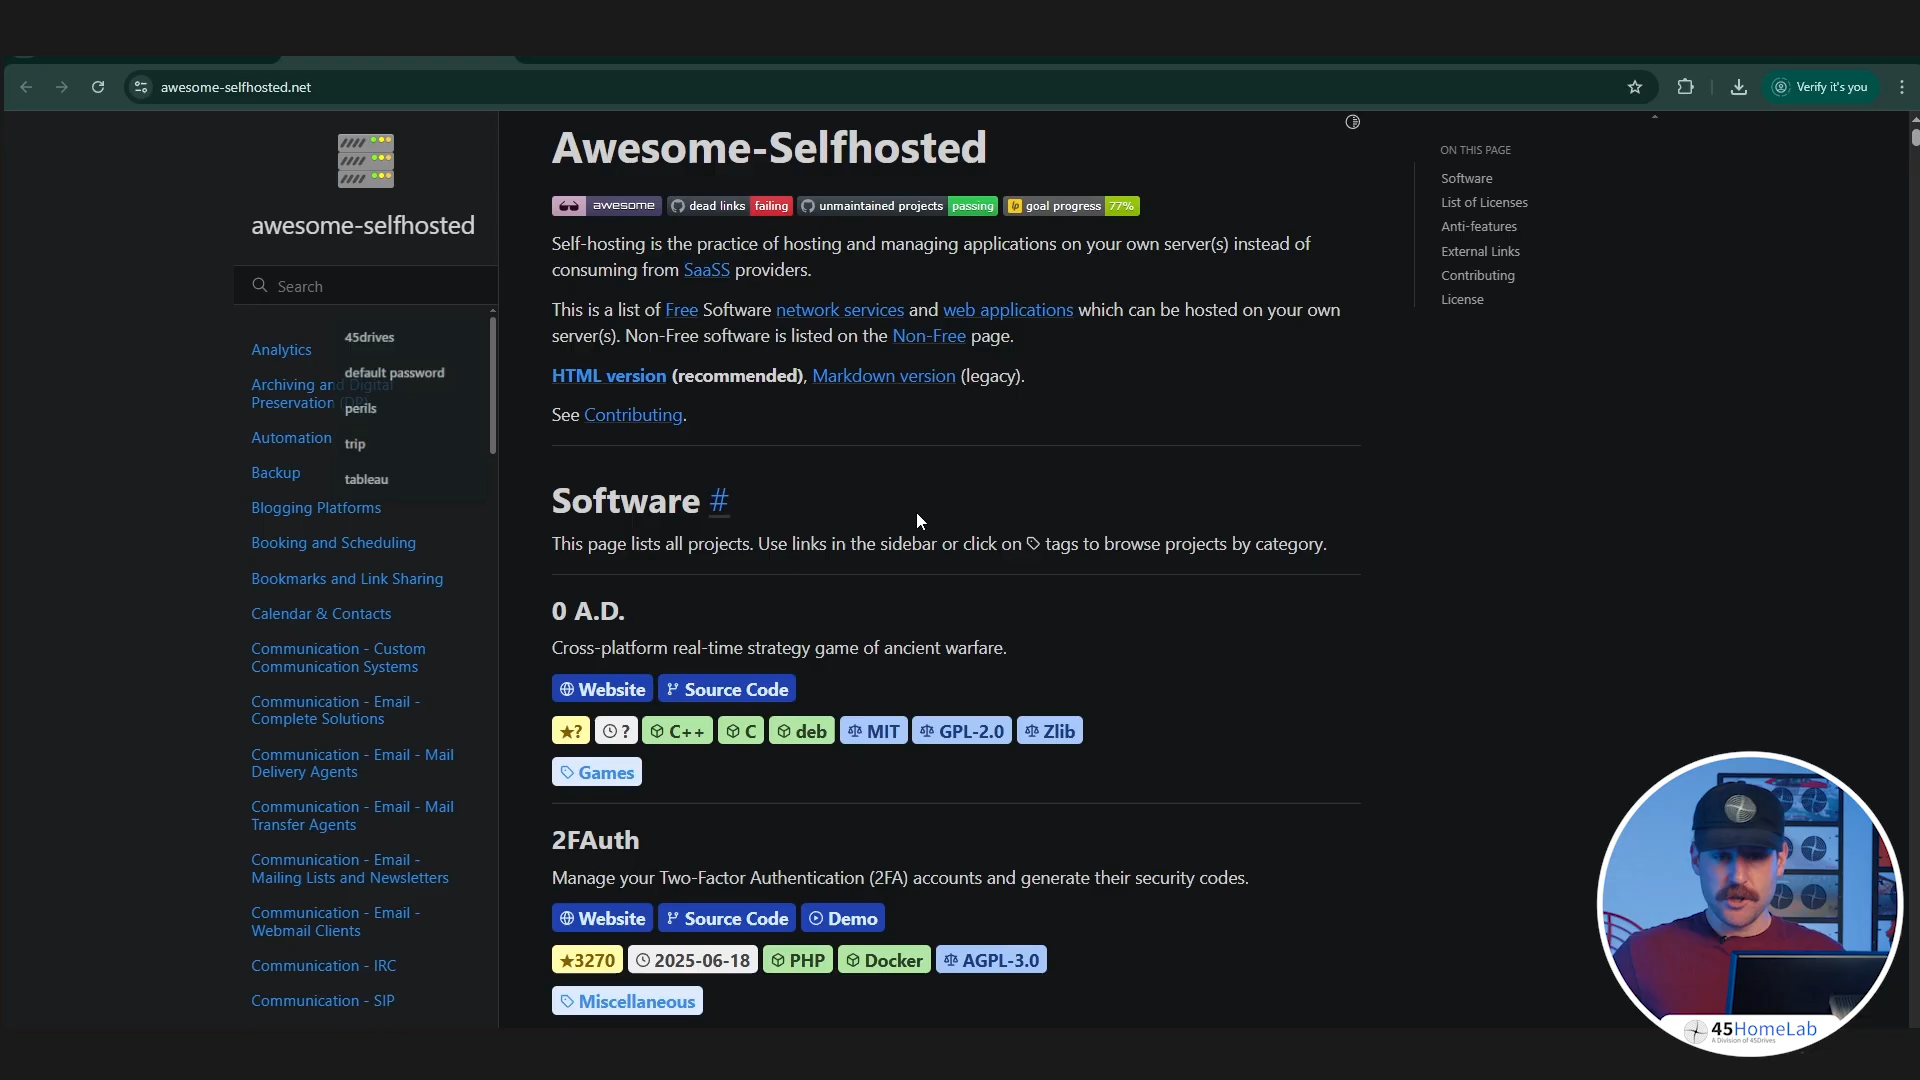 awesome-selfhosted.net
Verify it's you
awesome-selfhosted
Search
45drives
default password
perils
trip
tableau
Analytics
Archiving and Digital
Preservation (DP)
Automation
Backup
Blogging Platforms
Booking and Scheduling
Bookmarks and Link Sharing
Calendar & Contacts
Communication - Custom
Communication Systems
Communication - Email -
Complete Solutions
Communication - Email - Mail
Delivery Agents
Communication - Email - Mail
Transfer Agents
Communication - Email -
Mailing Lists and Newsletters
Communication - Email -
Webmail Clients
Communication - IRC
Communication - SIP
Awesome-Selfhosted
awesome dead links failing unmaintained projects passing goal progress 77%
Self-hosting is the practice of hosting and managing applications on your own server(s) instead of
consuming from SaaSS providers.
This is a list of Free Software network services and web applications which can be hosted on your own
server(s). Non-Free software is listed on the Non-Free page.
HTML version (recommended), Markdown version (legacy).
See Contributing.
Software #
This page lists all projects. Use links in the sidebar or click on tags to browse projects by category.
0 A.D.
Cross-platform real-time strategy game of ancient warfare.
Website Source Code
★? ? C++ C deb MIT GPL-2.0 Zlib
Games
2FAuth
Manage your Two-Factor Authentication (2FA) accounts and generate their security codes.
Website Source Code Demo
★3270 2025-06-18 PHP Docker AGPL-3.0
Miscellaneous
ON THIS PAGE
Software
List of Licenses
Anti-features
External Links
Contributing
License
45HomeLab
A Division of 45Drives